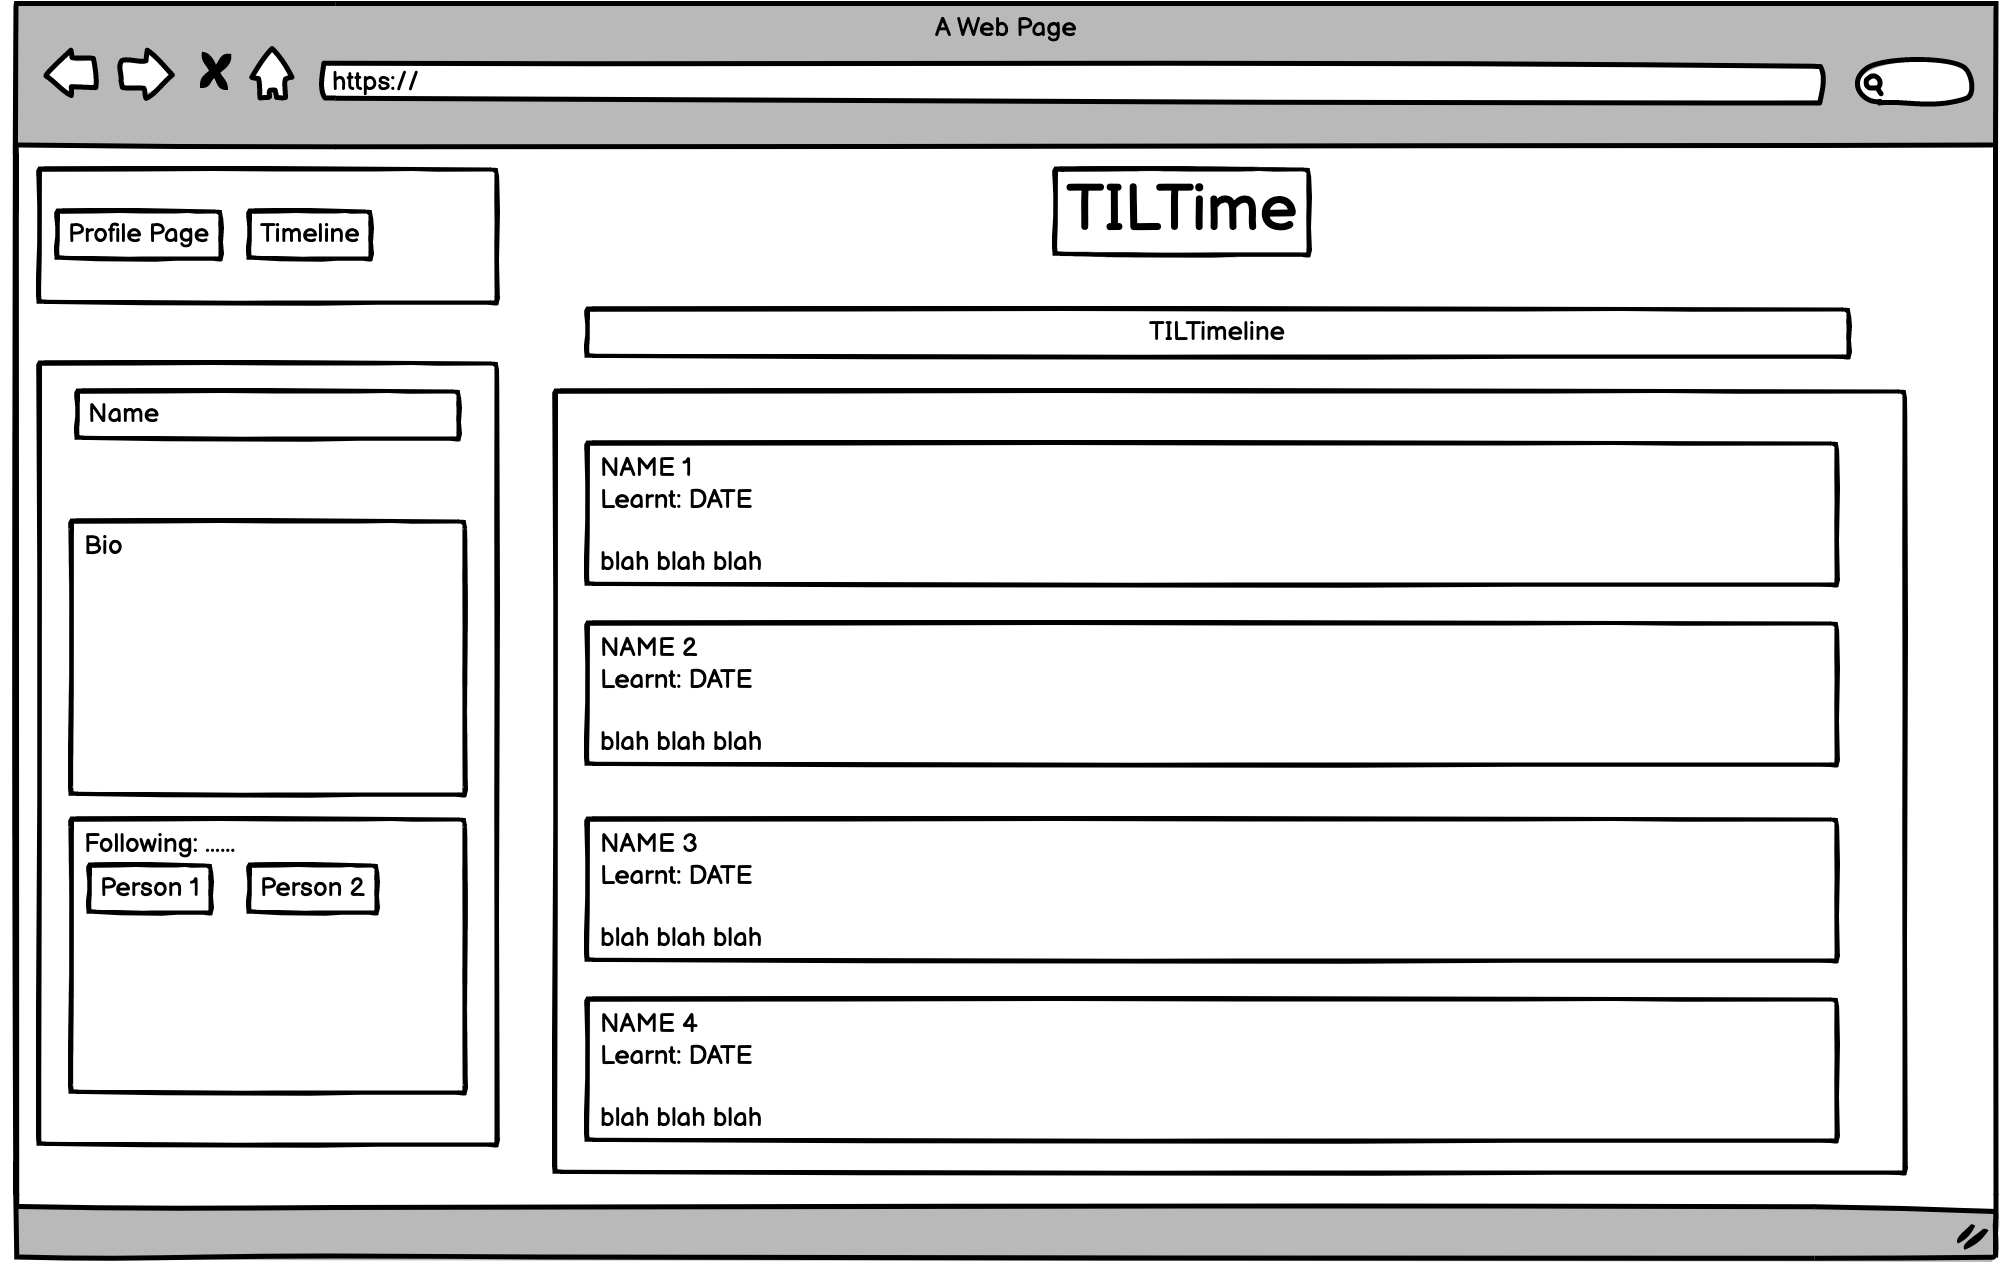 A Web Page
https://
Profile Page
Timeline
TILTime
TILTimeline
Name
Bio
Following: ......
Person 1
Person 2
NAME 1
Learnt: DATE
blah blah blah
NAME 2
Learnt: DATE
blah blah blah
NAME 3
Learnt: DATE
blah blah blah
NAME 4
Learnt: DATE
blah blah blah